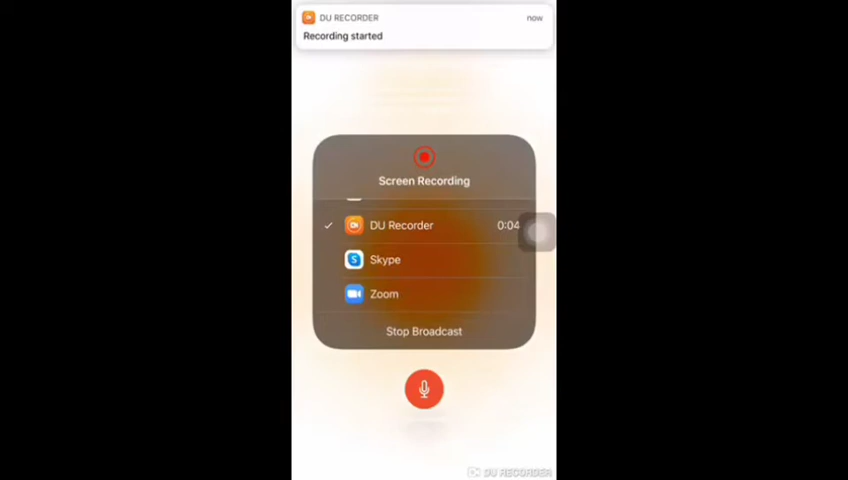 DU RECORDER now
Recording started
Screen Recording
DU Recorder 0:04
Skype
Zoom
Stop Broadcast
DU RECORDER